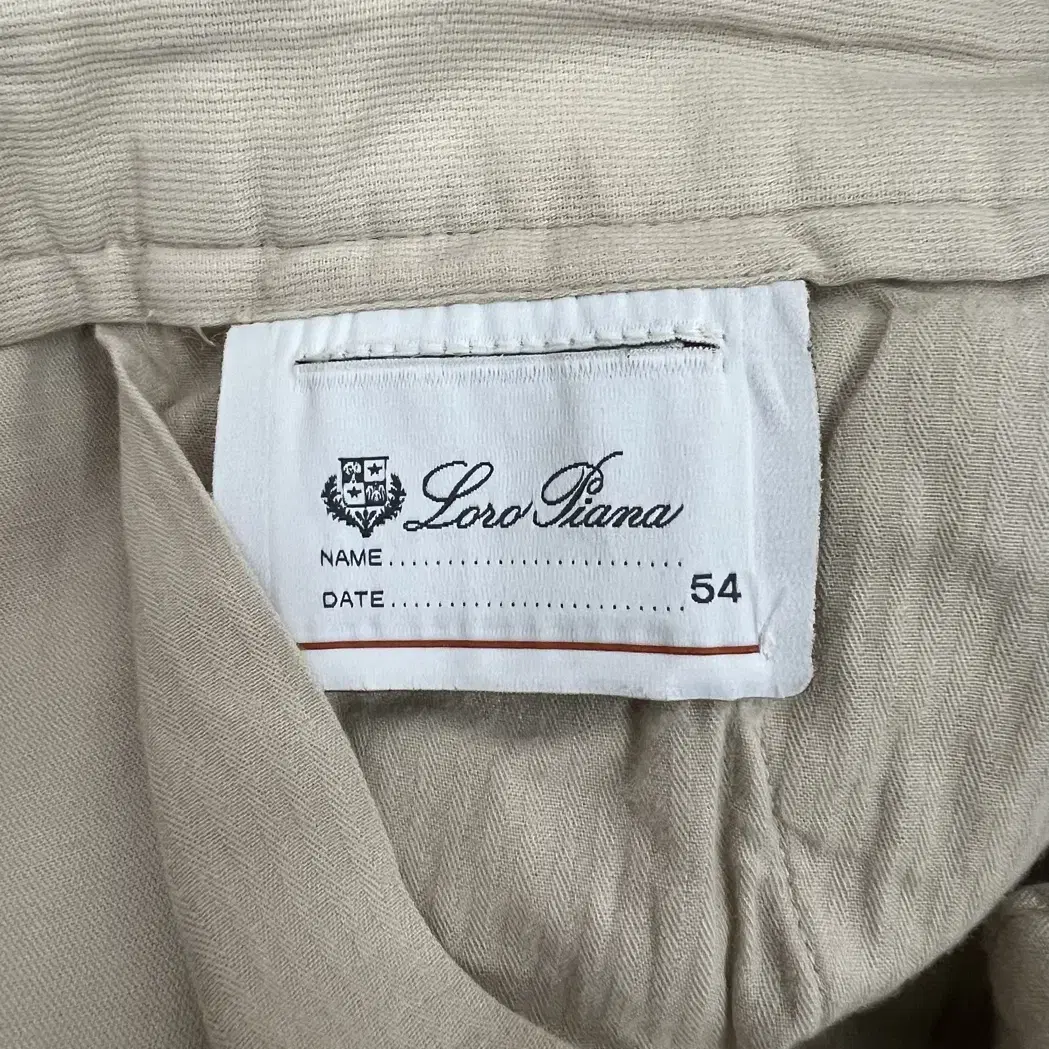 Loro Piana
NAME........................
DATE........................54